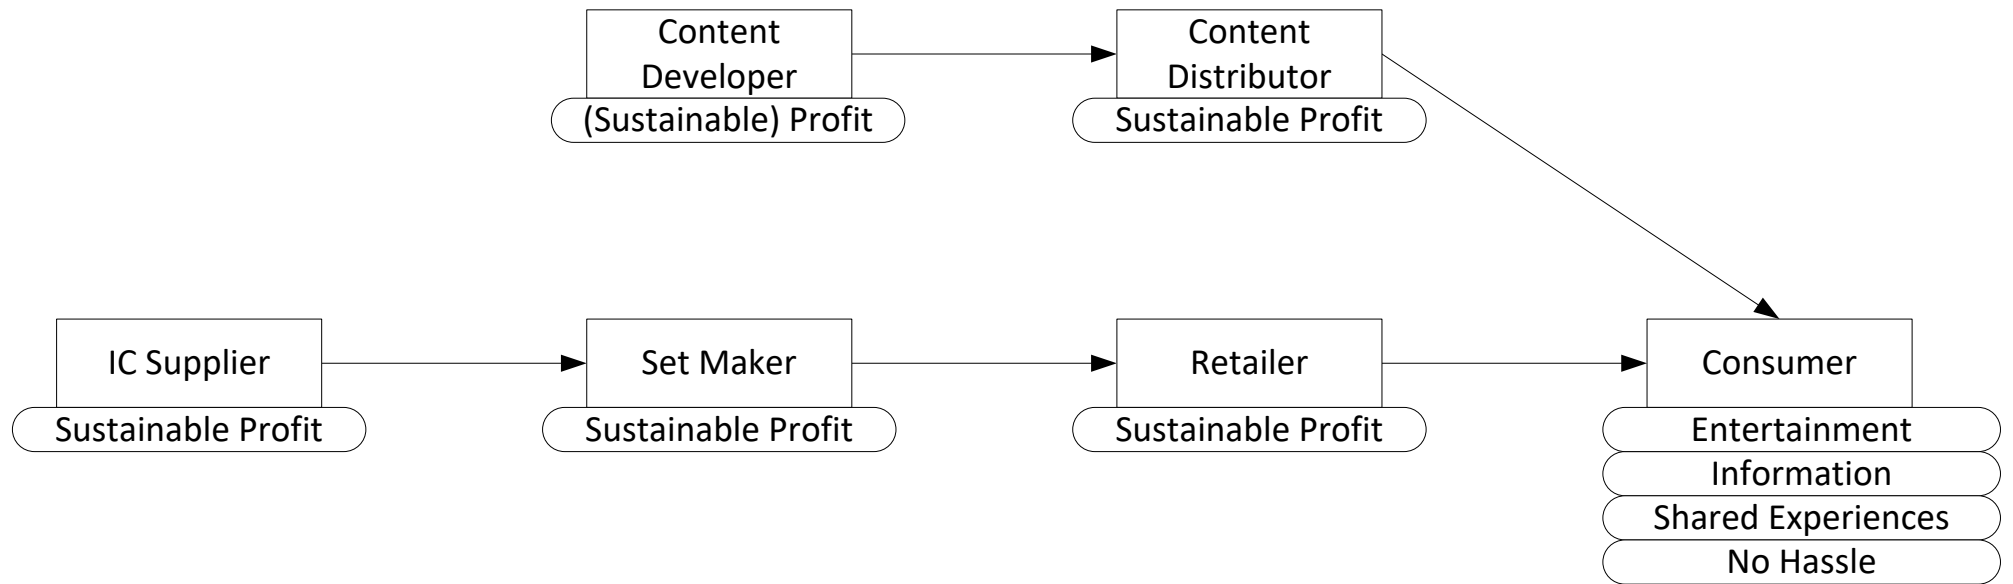 Content
Developer
(Sustainable) Profit
Content
Distributor
Sustainable Profit
IC Supplier
Sustainable Profit
Set Maker
Sustainable Profit
Retailer
Sustainable Profit
Consumer
Entertainment
Information
Shared Experiences
No Hassle